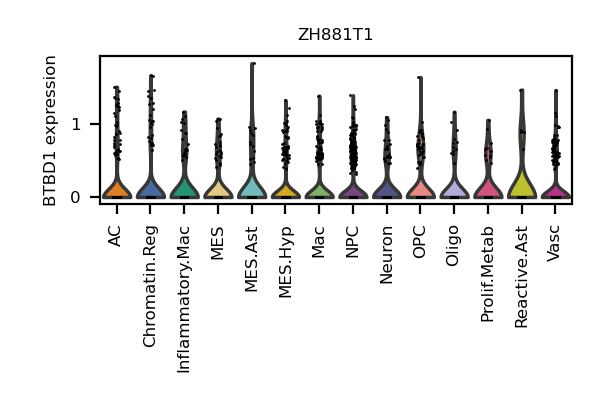 ZH881T1
BTBD1 expression
1
0
AC
Chromatin.Reg
Inflammatory.Mac
MES
MES.Ast
MES.Hyp
Mac
NPC
Neuron
OPC
Oligo
Prolif.Metab
Reactive.Ast
Vasc